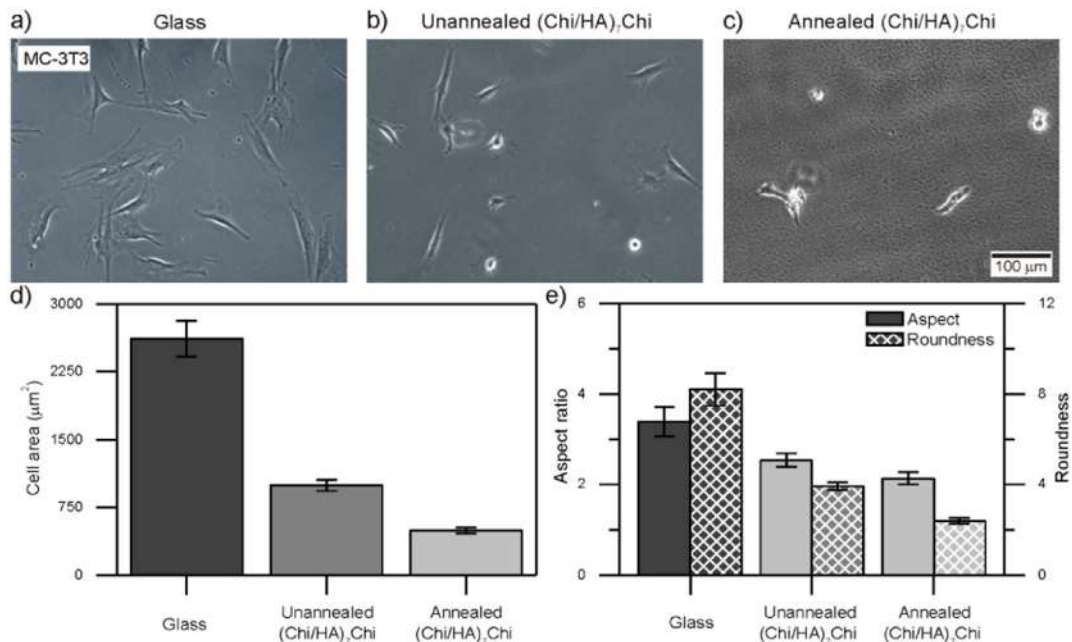 a) Glass
b) Unannealed (Chi/HA)₇Chi
c) Annealed (Chi/HA)₇Chi
MC-3T3
100 μm
d)
3000
2250
1500
750
0
Cell area (μm²)
Glass
Unannealed
(Chi/HA)₇Chi
Annealed
(Chi/HA)₇Chi
e)
6
4
2
0
Aspect ratio
Aspect
Roundness
12
8
4
0
Roundness
Glass
Unannealed
(Chi/HA)₇Chi
Annealed
(Chi/HA)₇Chi